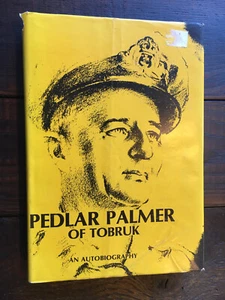 PEDLAR PALMER
OF TOBRUK
AN AUTOBIOGRAPHY